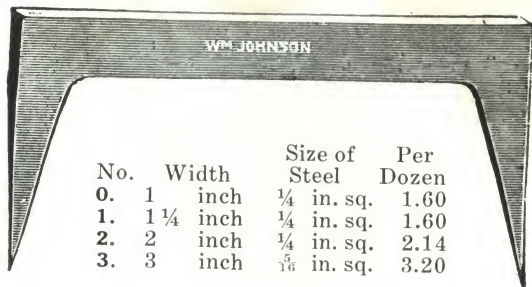 WM JOHNSON
Size of Per
No. Width Steel Dozen
0. 1 inch ¼ in. sq. 1.60
1. 1¼ inch ¼ in. sq. 1.60
2. 2 inch ¼ in. sq. 2.14
3. 3 inch 5/16 in. sq. 3.20